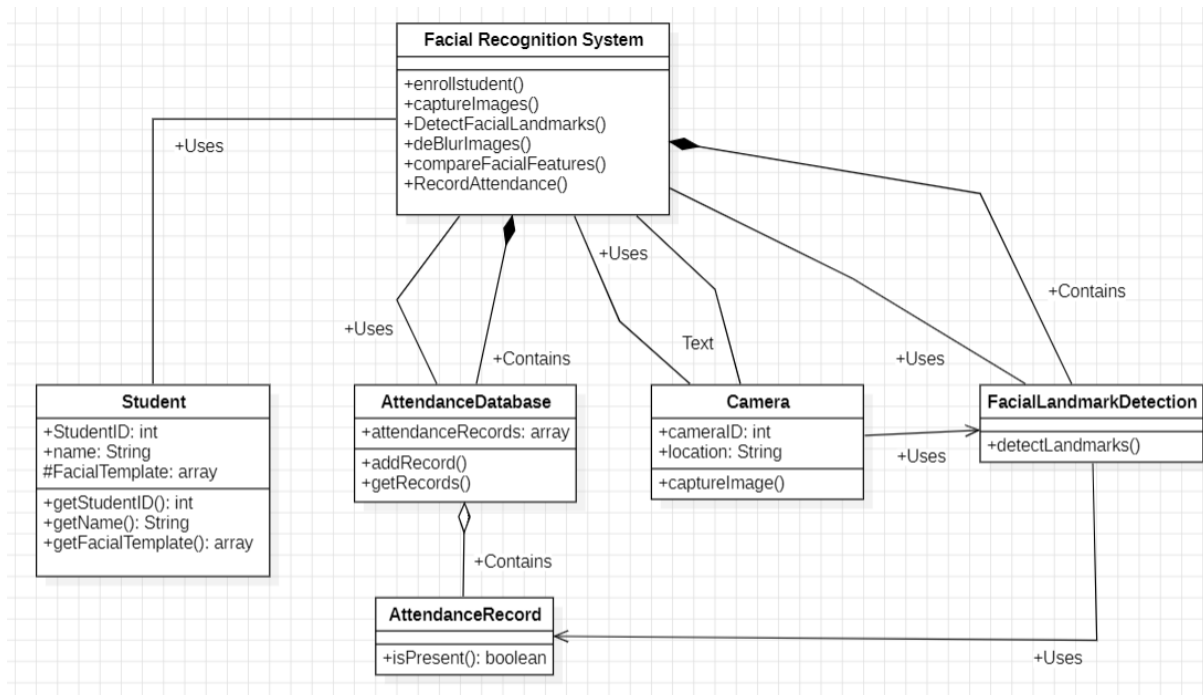 Facial Recognition System
+enrollstudent()
+captureImages()
+DetectFacialLandmarks()
+deBlurImages()
+compareFacialFeatures()
+RecordAttendance()
+Uses
+Uses
+Contains
+Uses
+Contains
Text
+Uses
+Uses
Student
+StudentID: int
+name: String
#FacialTemplate: array
+getStudentID(): int
+getName(): String
+getFacialTemplate(): array
AttendanceDatabase
+attendanceRecords: array
+addRecord()
+getRecords()
Camera
+cameraID: int
+location: String
+captureImage()
FacialLandmarkDetection
+detectLandmarks()
+Contains
AttendanceRecord
+isPresent(): boolean
+Uses